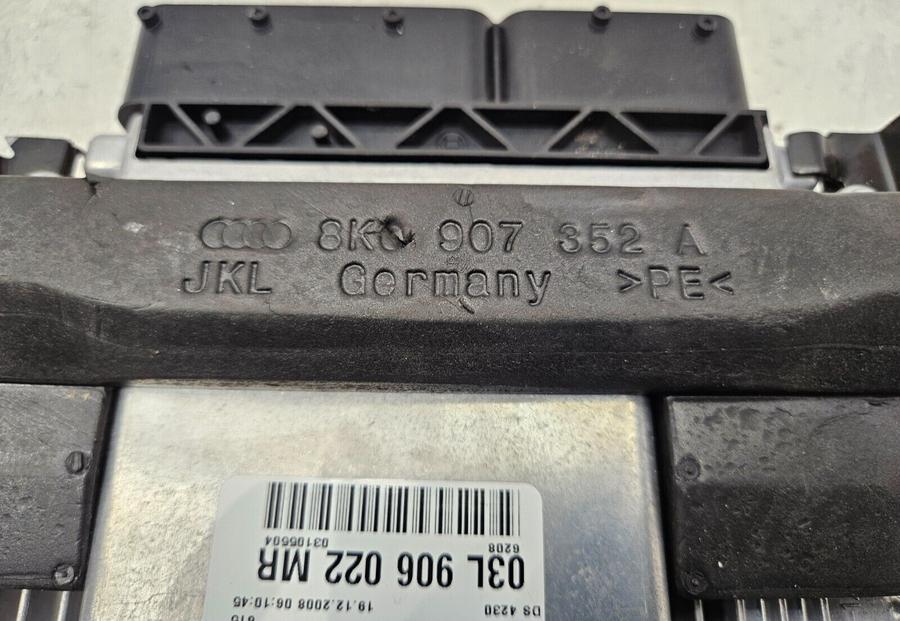 8K0 907 352 A
JKL Germany >PE<
03105504 6208
03L 906 022 MR
19.12.2008 06:10:45 DS 4230